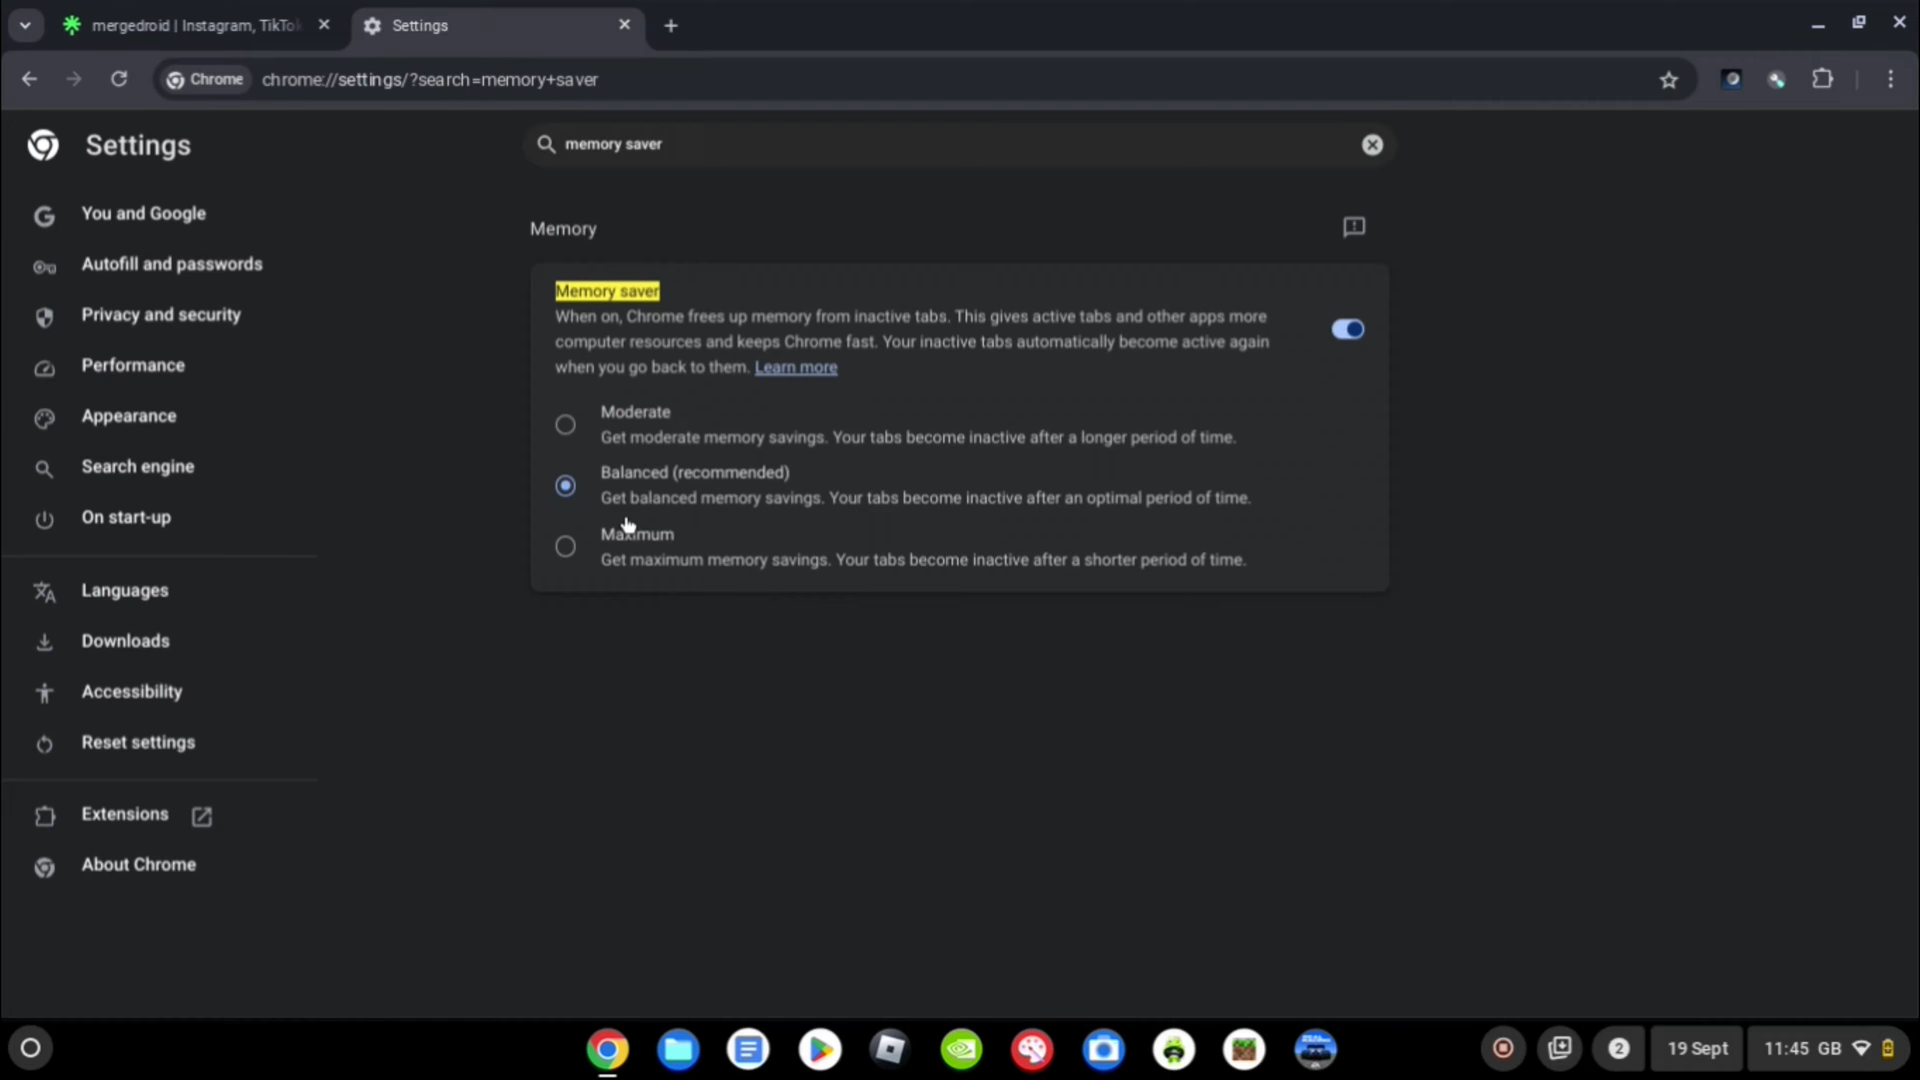 mergedroid | Instagram, TikTo
Settings
Chrome
chrome://settings/?search=memory+saver
Settings
memory saver
You and Google
Autofill and passwords
Privacy and security
Performance
Appearance
Search engine
On start-up
Languages
Downloads
Accessibility
Reset settings
Extensions
About Chrome
Memory
Memory saver
When on, Chrome frees up memory from inactive tabs. This gives active tabs and other apps more
computer resources and keeps Chrome fast. Your inactive tabs automatically become active again
when you go back to them. Learn more
Moderate
Get moderate memory savings. Your tabs become inactive after a longer period of time.
Balanced (recommended)
Get balanced memory savings. Your tabs become inactive after an optimal period of time.
Maximum
Get maximum memory savings. Your tabs become inactive after a shorter period of time.
2
19 Sept
11:45 GB